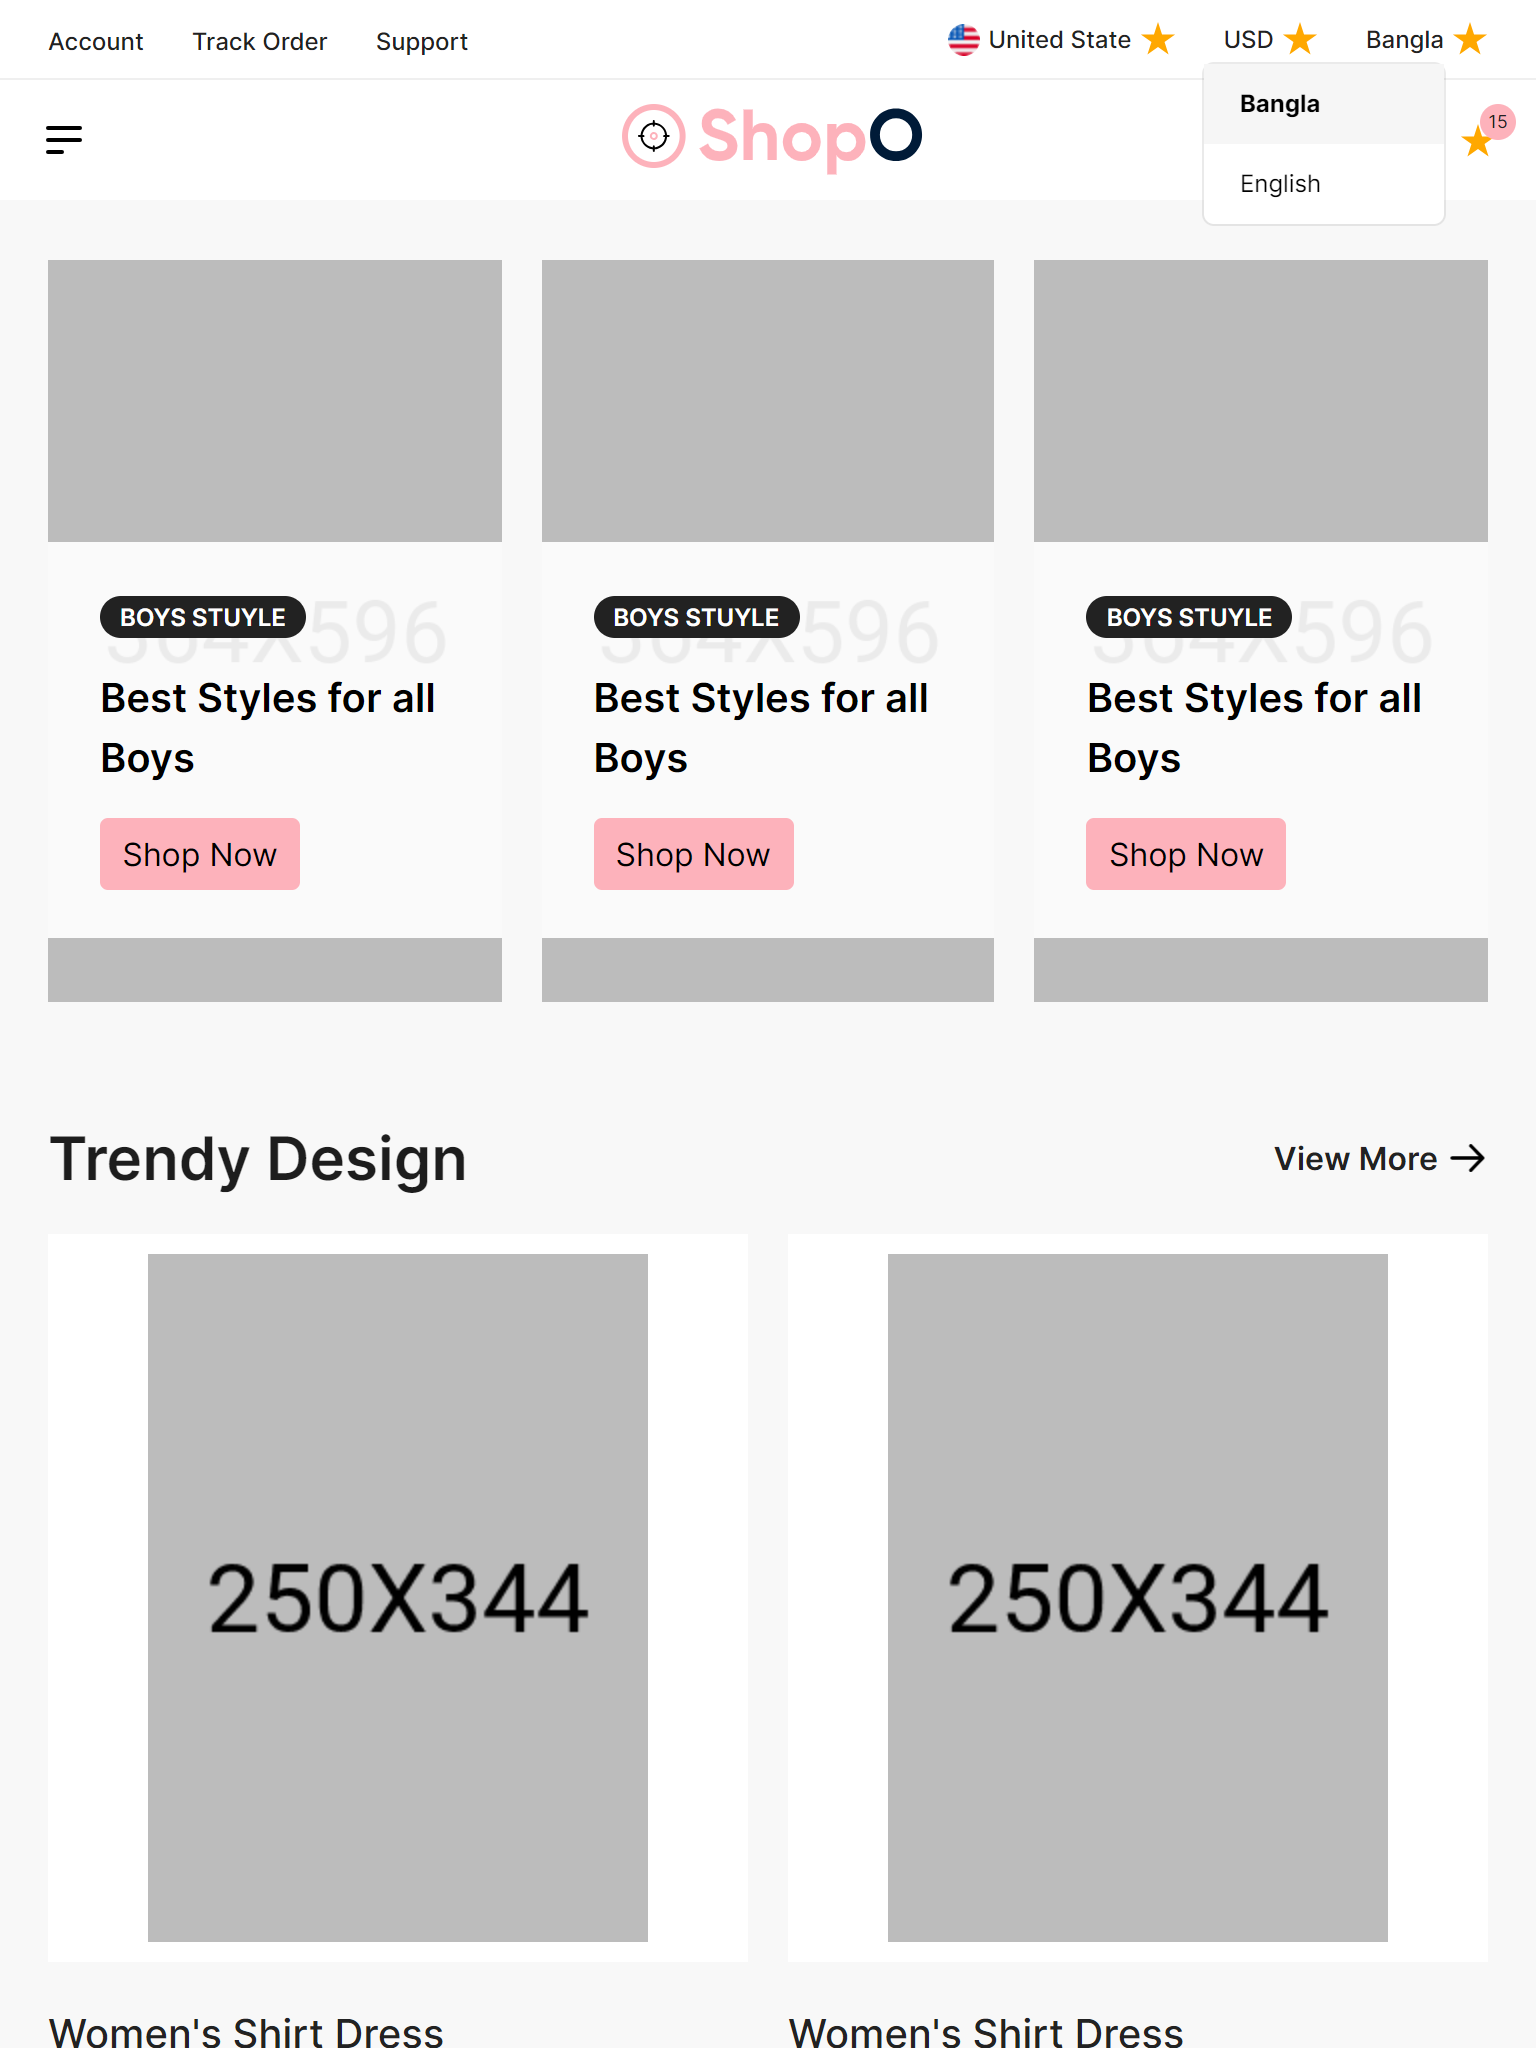 Account Track Order Support United State USD Bangla
Bangla
English
ShopO
15
BOYS STUYLE BOYS STUYLE BOYS STUYLE
Best Styles for all
Boys
Best Styles for all
Boys
Best Styles for all
Boys
Shop Now Shop Now Shop Now
Trendy Design View More
250X344 250X344
Women's Shirt Dress Women's Shirt Dress